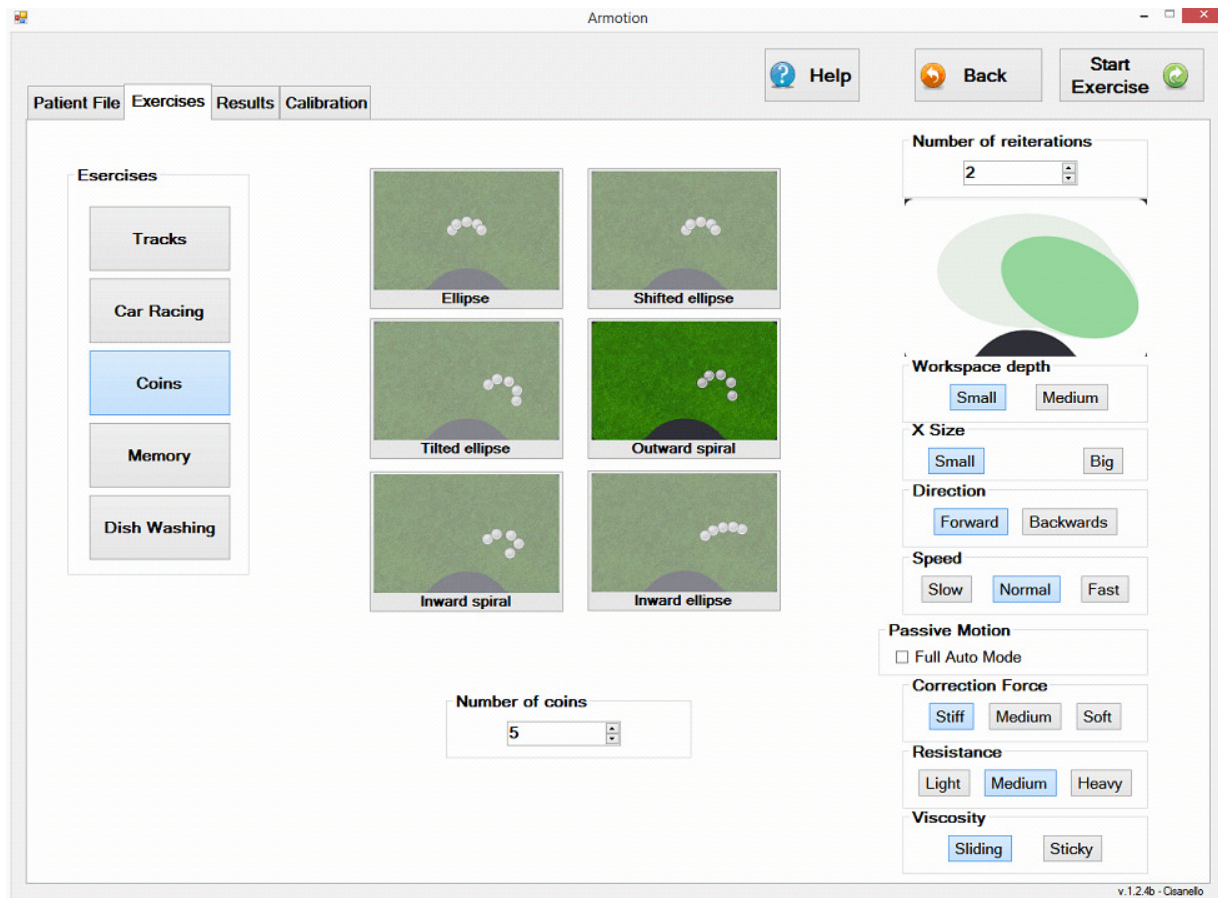 Armotion
Help
Back
Start
Exercise
Patient File
Exercises
Results
Calibration
Esercises
Tracks
Car Racing
Coins
Memory
Dish Washing
Ellipse
Shifted ellipse
Tilted ellipse
Outward spiral
Inward spiral
Inward ellipse
Number of coins
5
Number of reiterations
2
Workspace depth
Small Medium
X Size
Small Big
Direction
Forward Backwards
Speed
Slow Normal Fast
Passive Motion
Full Auto Mode
Correction Force
Stiff Medium Soft
Resistance
Light Medium Heavy
Viscosity
Sliding Sticky
v.1.2.4b - Cisanello